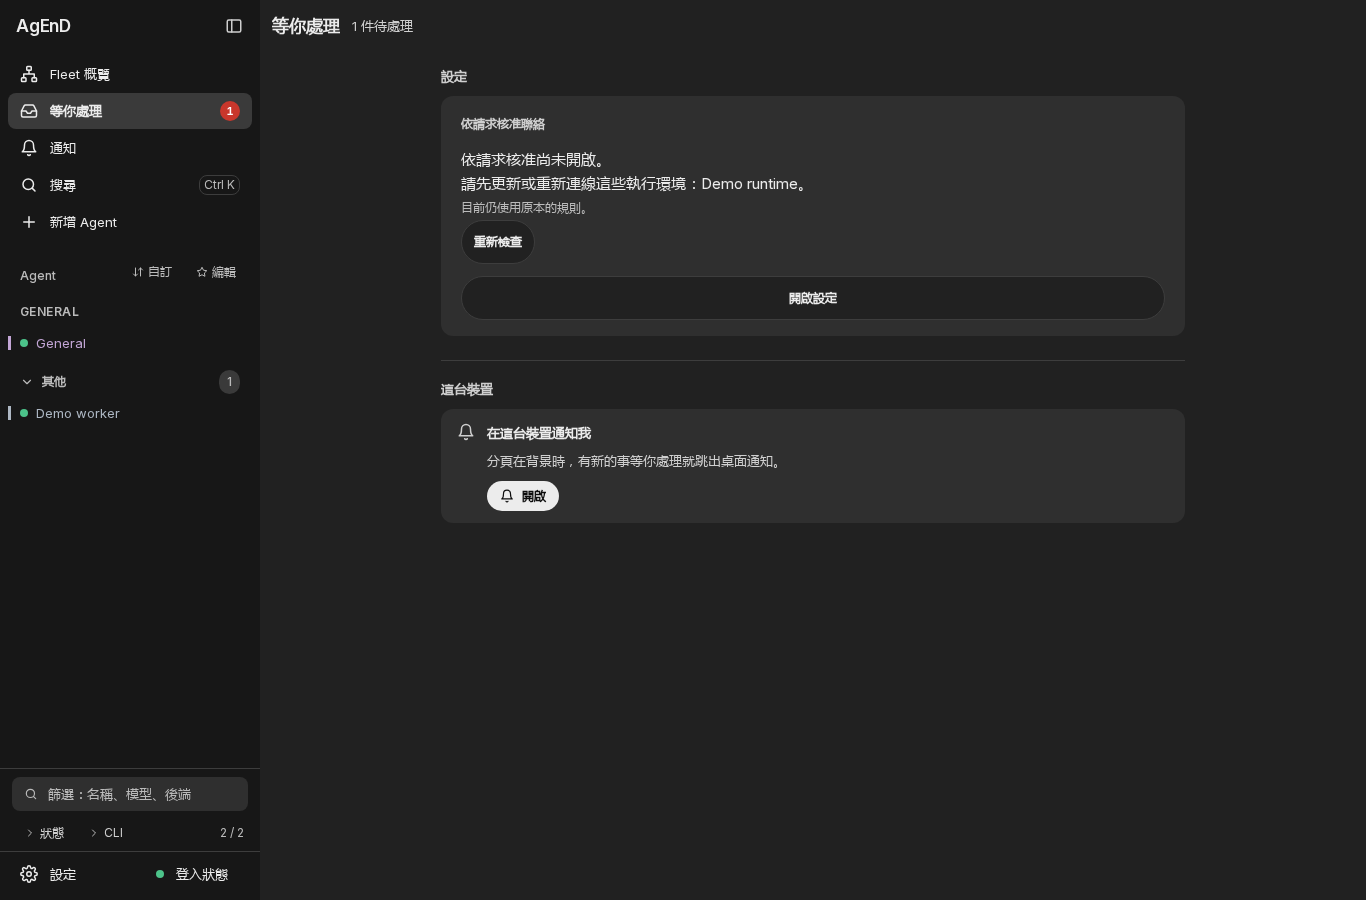 AgEnD
Fleet 概覽
等你處理 1
通知
搜尋 Ctrl K
新增 Agent
Agent 自訂 編輯
GENERAL
General
其他 1
Demo worker
篩選：名稱、模型、後端
狀態 CLI 2 / 2
設定 登入狀態
等你處理 1 件待處理
設定
依請求核准聯絡
依請求核准尚未開啟。
請先更新或重新連線這些執行環境：Demo runtime。
目前仍使用原本的規則。
重新檢查
開啟設定
這台裝置
在這台裝置通知我
分頁在背景時，有新的事等你處理就跳出桌面通知。
開啟